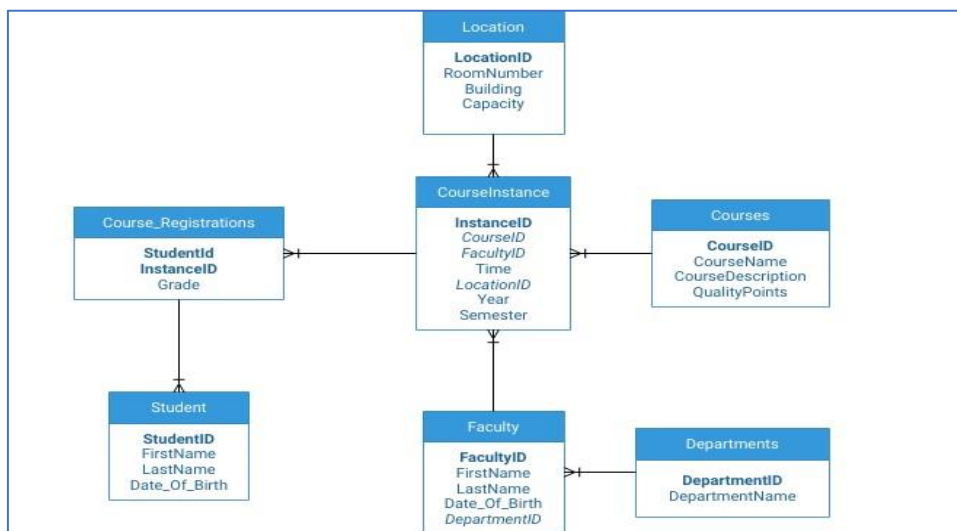 Location
LocationID
RoomNumber
Building
Capacity
CourseInstance
InstanceID
CourseID
FacultyID
Time
LocationID
Year
Semester
Course_Registrations
StudentId
InstanceID
Grade
Courses
CourseID
CourseName
CourseDescription
QualityPoints
Student
StudentID
FirstName
LastName
Date_Of_Birth
Faculty
FacultyID
FirstName
LastName
Date_Of_Birth
DepartmentID
Departments
DepartmentID
DepartmentName